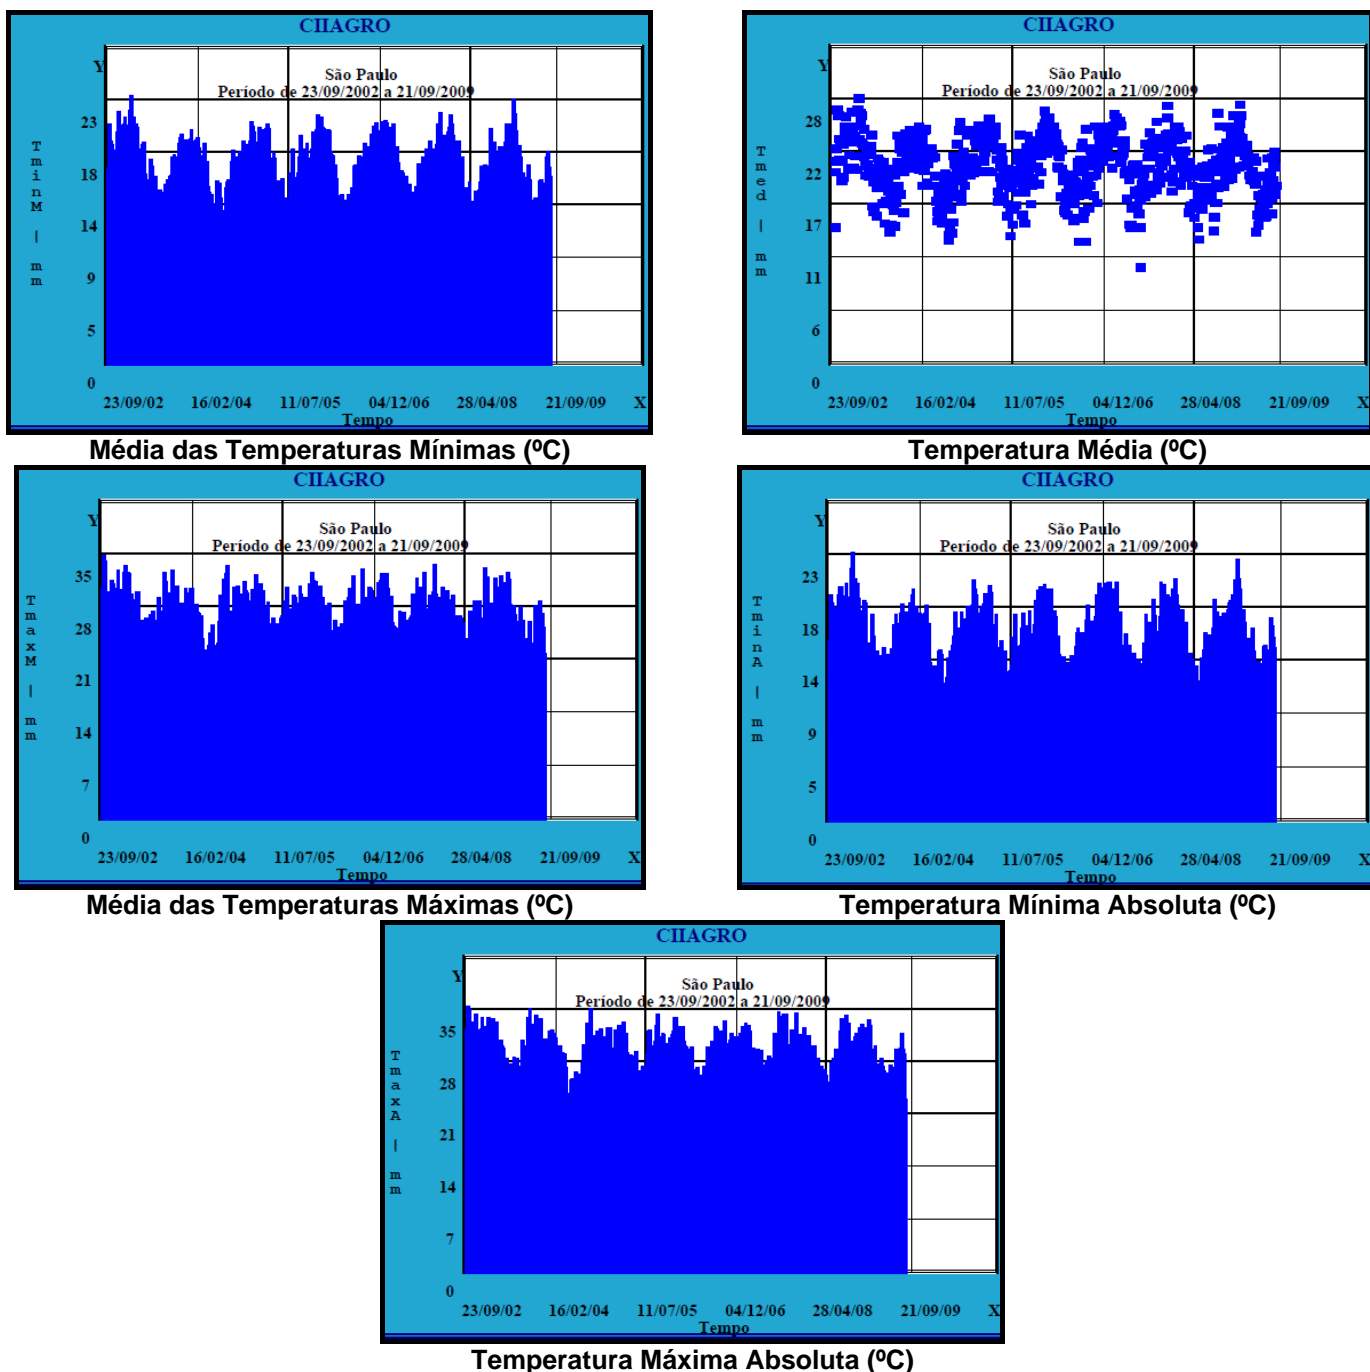 CIIAGRO
Y
São Paulo
Período de 23/09/2002 a 21/09/2009
TminM | mm
23
18
14
9
5
0
23/09/02 16/02/04 11/07/05 04/12/06 28/04/08 21/09/09 X
Tempo
Média das Temperaturas Mínimas (ºC)
CIIAGRO
Y
São Paulo
Período de 23/09/2002 a 21/09/2009
Tmed | mm
28
22
17
11
6
0
23/09/02 16/02/04 11/07/05 04/12/06 28/04/08 21/09/09 X
Tempo
Temperatura Média (ºC)
CIIAGRO
Y
São Paulo
Período de 23/09/2002 a 21/09/2009
TmaxM | mm
35
28
21
14
7
0
23/09/02 16/02/04 11/07/05 04/12/06 28/04/08 21/09/09 X
Tempo
Média das Temperaturas Máximas (ºC)
CIIAGRO
Y
São Paulo
Período de 23/09/2002 a 21/09/2009
TminA | mm
23
18
14
9
5
0
23/09/02 16/02/04 11/07/05 04/12/06 28/04/08 21/09/09 X
Tempo
Temperatura Mínima Absoluta (ºC)
CIIAGRO
Y
São Paulo
Período de 23/09/2002 a 21/09/2009
TmaxA | mm
35
28
21
14
7
0
23/09/02 16/02/04 11/07/05 04/12/06 28/04/08 21/09/09 X
Tempo
Temperatura Máxima Absoluta (ºC)